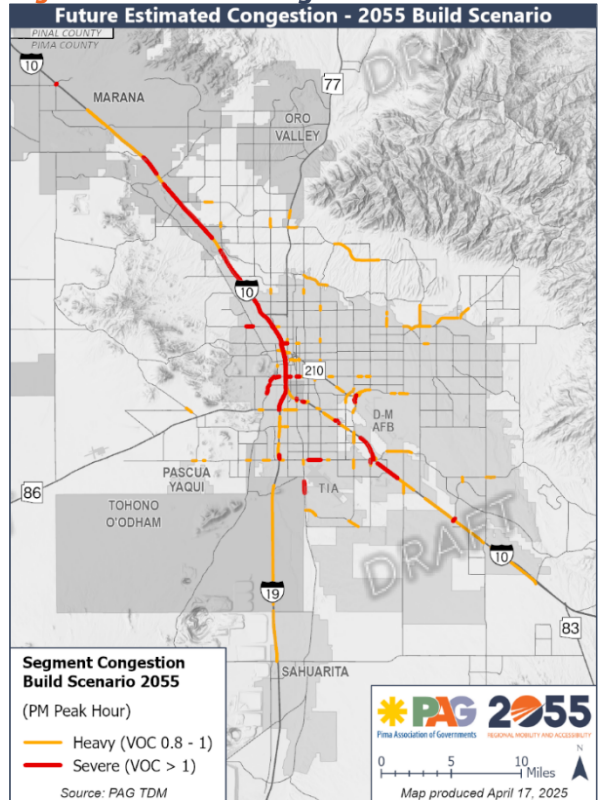 Future Estimated Congestion - 2055 Build Scenario
PINAL COUNTY
PIMA COUNTY
10
MARANA
77
DRAFT
ORO
VALLEY
10
210
D-M
AFB
PASCUA
YAQUI
TIA
86
TOHONO
O'ODHAM
DRAFT
10
19
83
SAHUARITA
Segment Congestion
Build Scenario 2055
(PM Peak Hour)
Heavy (VOC 0.8 - 1)
Severe (VOC > 1)
Source: PAG TDM
PAG 2055
Pima Association of Governments
REGIONAL MOBILITY AND ACCESSIBILITY
N
0 5 10
Miles
Map produced April 17, 2025